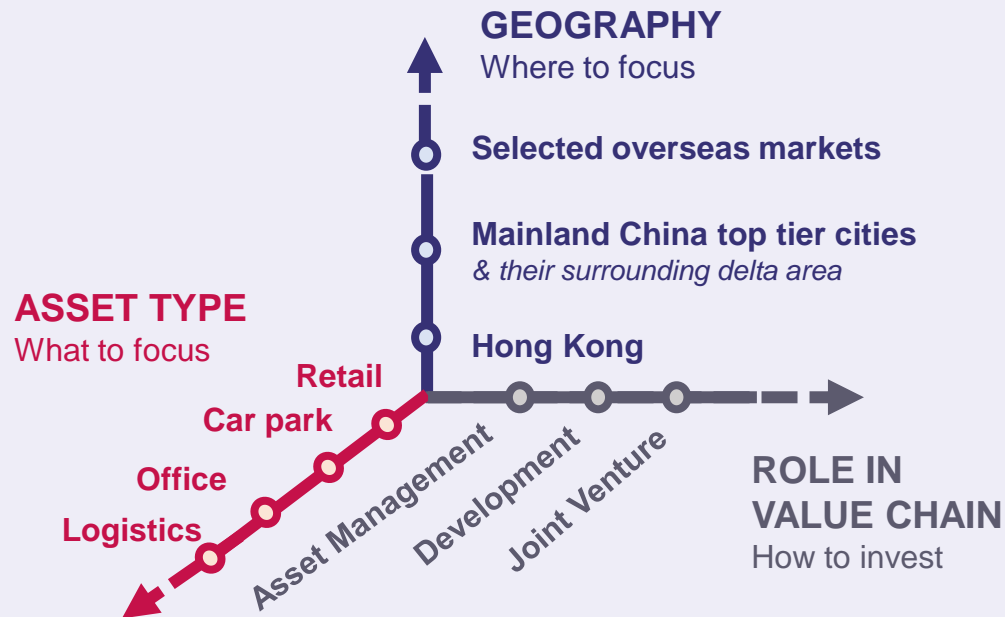 GEOGRAPHY
Where to focus
Selected overseas markets
Mainland China top tier cities
& their surrounding delta area
Hong Kong
ASSET TYPE
What to focus
Retail
Car park
Office
Logistics
Asset Management
Development
Joint Venture
ROLE IN
VALUE CHAIN
How to invest